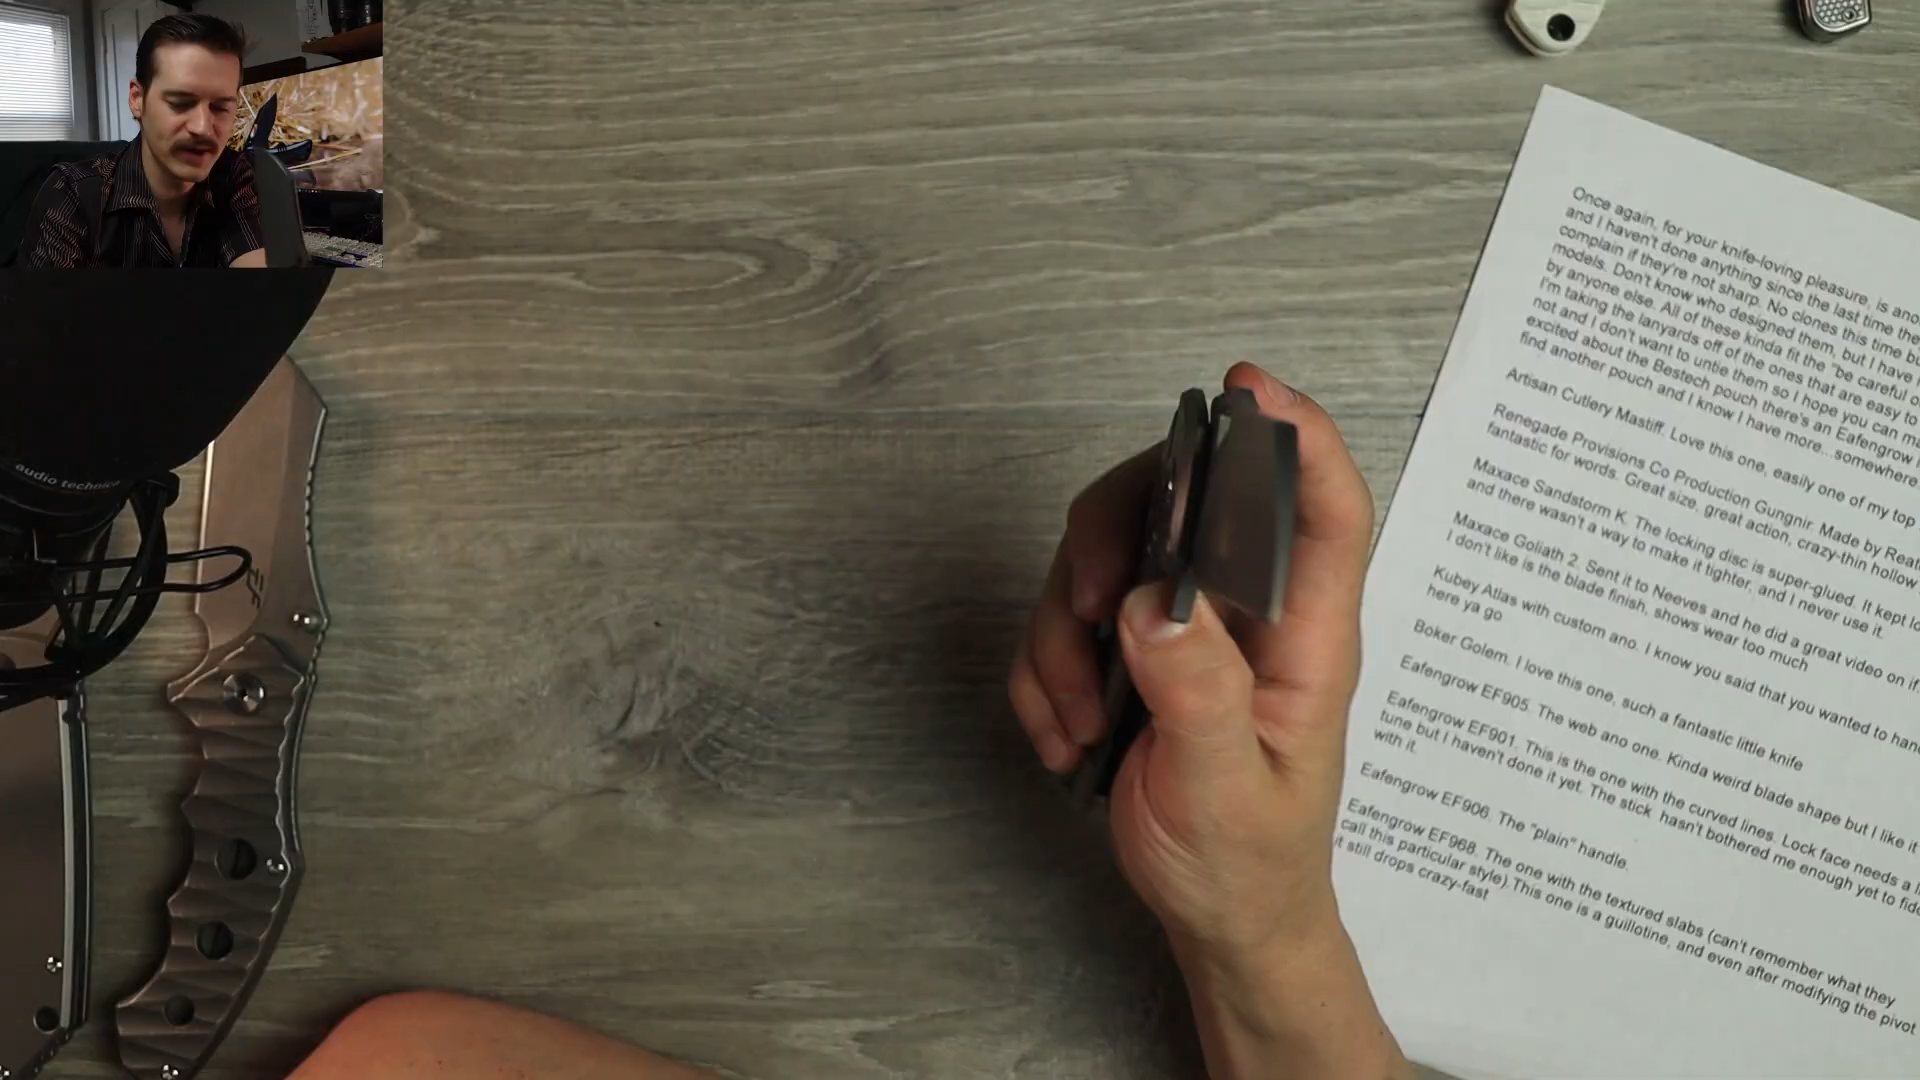 audio technica
EF
Once again, for your knife-loving pleasure, is ano
and I haven't done anything since the last time the
complain if they're not sharp. No clones this time bu
models. Don't know who designed them, but I have
by anyone else. All of these kinda fit the "be careful o
I'm taking the lanyards off of the ones that are easy to
not and I don't want to untie them so I hope you can ma
excited about the Bestech pouch there's an Eafengrow
find another pouch and I know I have more...somewhere
Artisan Cutlery Mastiff. Love this one, easily one of my top
Renegade Provisions Co Production Gungnir. Made by Reat
fantastic for words. Great size, great action, crazy-thin hollow
Maxace Sandstorm K. The locking disc is super-glued. It kept lo
and there wasn't a way to make it tighter, and I never use it.
Maxace Goliath 2. Sent it to Neeves and he did a great video on it
I don't like is the blade finish, shows wear too much
Kubey Atlas with custom ano. I know you said that you wanted to han
here ya go
Boker Golem. I love this one, such a fantastic little knife
Eafengrow EF905. The web ano one. Kinda weird blade shape but I like it
Eafengrow EF901. This is the one with the curved lines. Lock face needs a
tune but I haven't done it yet. The stick hasn't bothered me enough yet to fid
with it.
Eafengrow EF906. The "plain" handle.
Eafengrow EF968. The one with the textured slabs (can't remember what they
call this particular style). This one is a guillotine, and even after modifying the pivot
it still drops crazy-fast